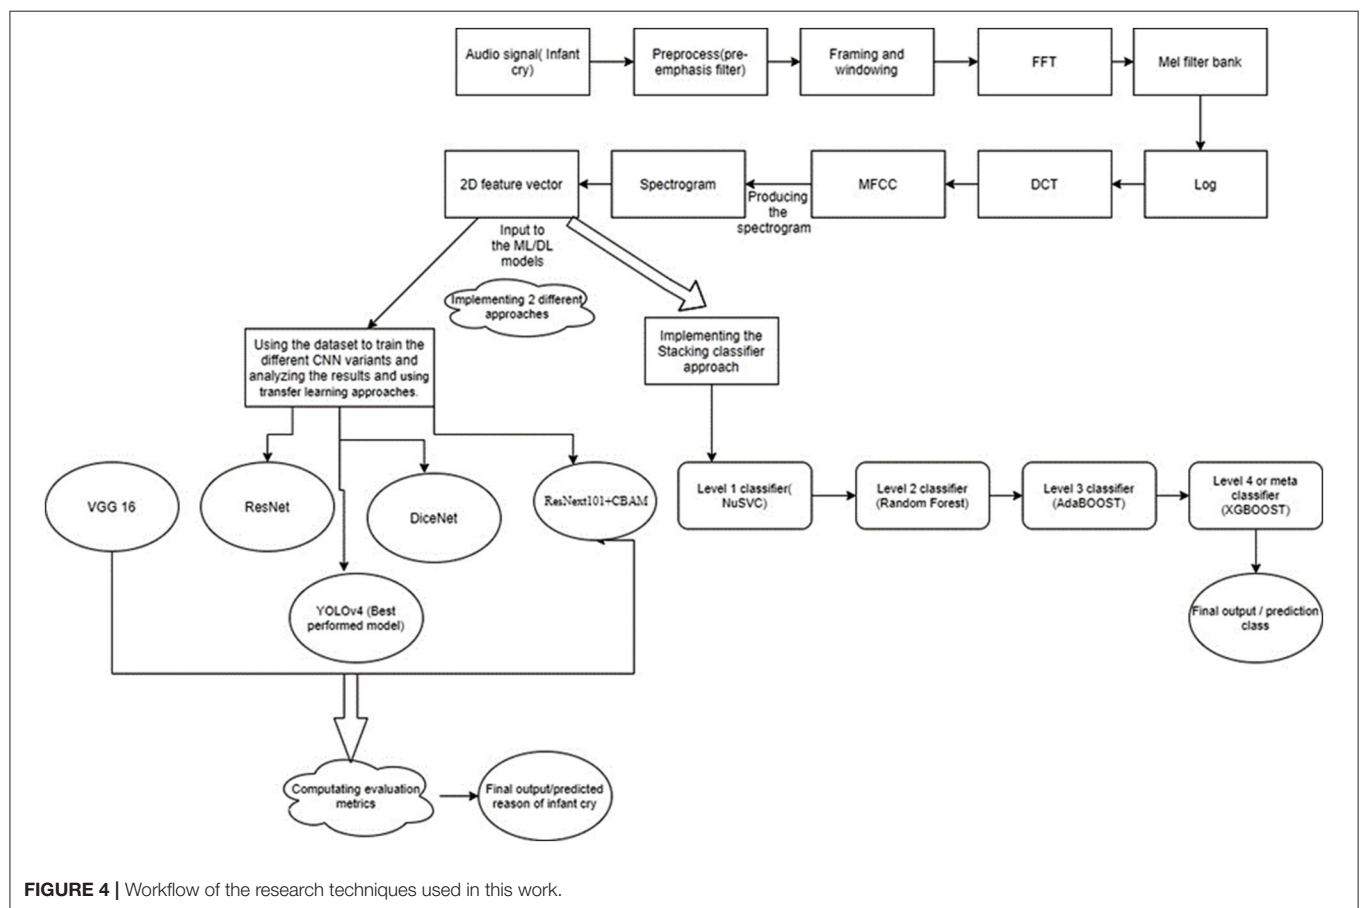 Audio signal( Infant
cry)
Preprocess(pre-
emphasis filter)
Framing and
windowing
FFT
Mel filter bank
2D feature vector
Spectrogram
MFCC
DCT
Log
Producing
the
spectrogram
Input to
the ML/DL
models
Implementing 2 different
approaches
Using the dataset to train the
different CNN variants and
analyzing the results and using
transfer learning approaches.
Implementing the
Stacking classifier
approach
VGG 16
ResNet
DiceNet
ResNext101+CBAM
Level 1 classifier(
NuSVC)
Level 2 classifier
(Random Forest)
Level 3 classifier
(AdaBOOST)
Level 4 or meta
classifier
(XGBOOST)
YOLOv4 (Best
performed model)
Final output / prediction
class
Computating evaluation
metrics
Final output/predicted
reason of infant cry
FIGURE 4 | Workflow of the research techniques used in this work.